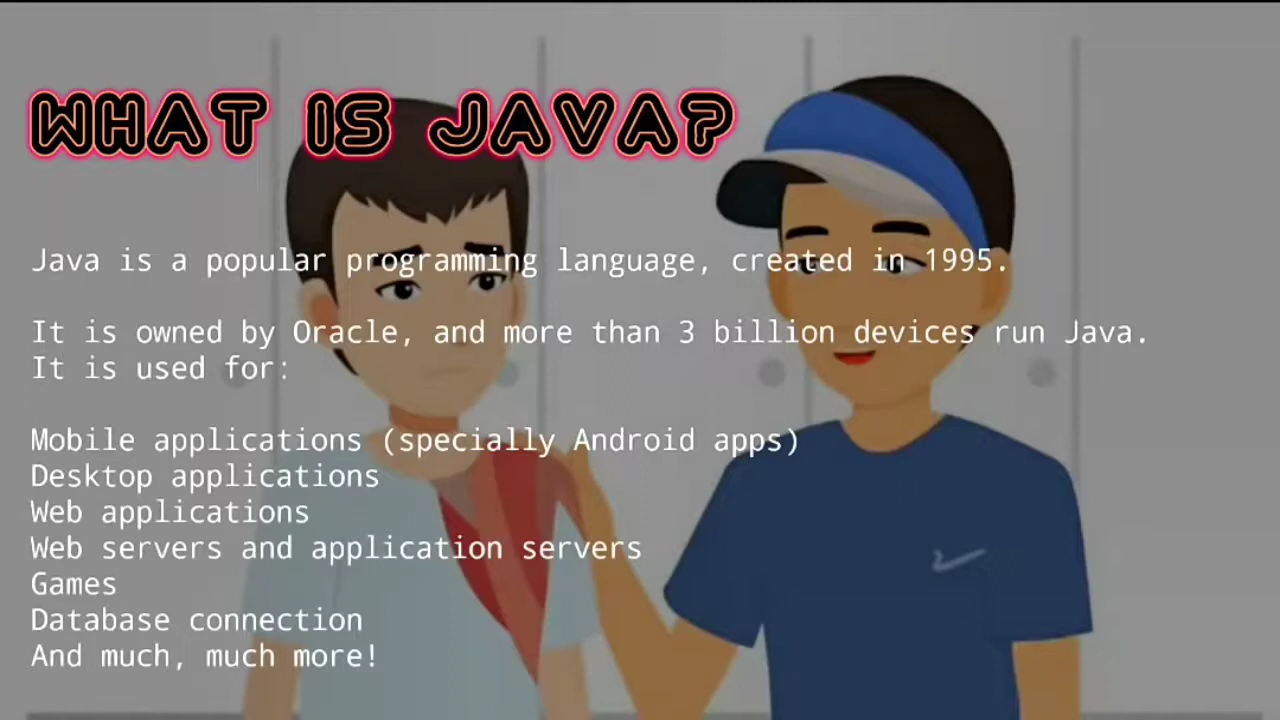 WHAT IS JAVA?
Java is a popular programming language, created in 1995.
It is owned by Oracle, and more than 3 billion devices run Java.
It is used for:
Mobile applications (specially Android apps)
Desktop applications
Web applications
Web servers and application servers
Games
Database connection
And much, much more!